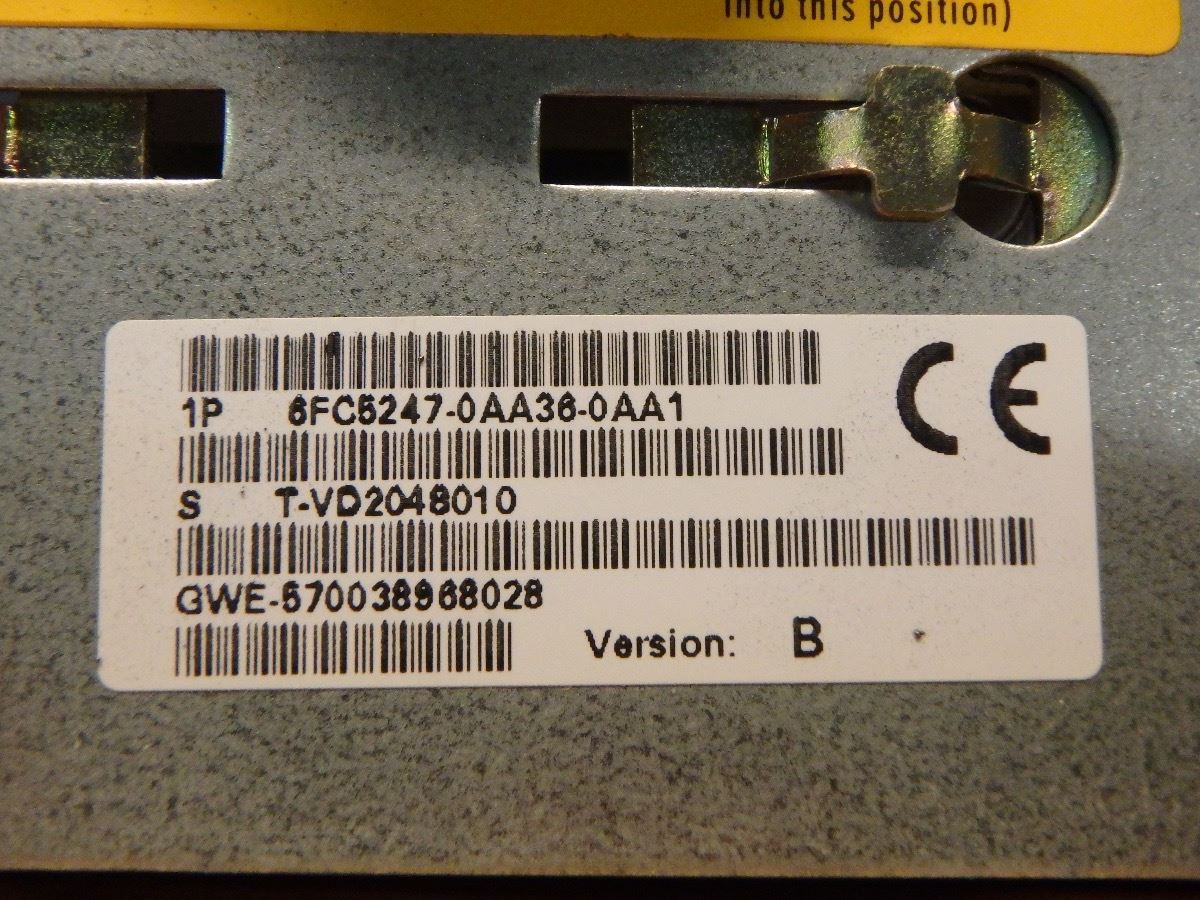 into this position)
1P 6FC5247-0AA36-0AA1
S T-VD2048010
GWE-570038968028
Version: B
CE